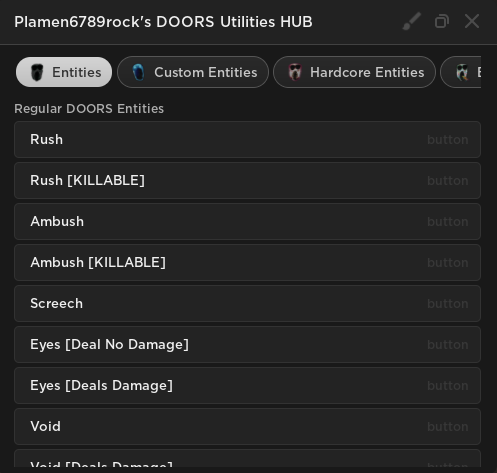 Plamen6789rock's DOORS Utilities HUB
Entities
Custom Entities
Hardcore Entities
Regular DOORS Entities
Rush button
Rush [KILLABLE] button
Ambush button
Ambush [KILLABLE] button
Screech button
Eyes [Deal No Damage] button
Eyes [Deals Damage] button
Void button
Void [Deals Damage] button